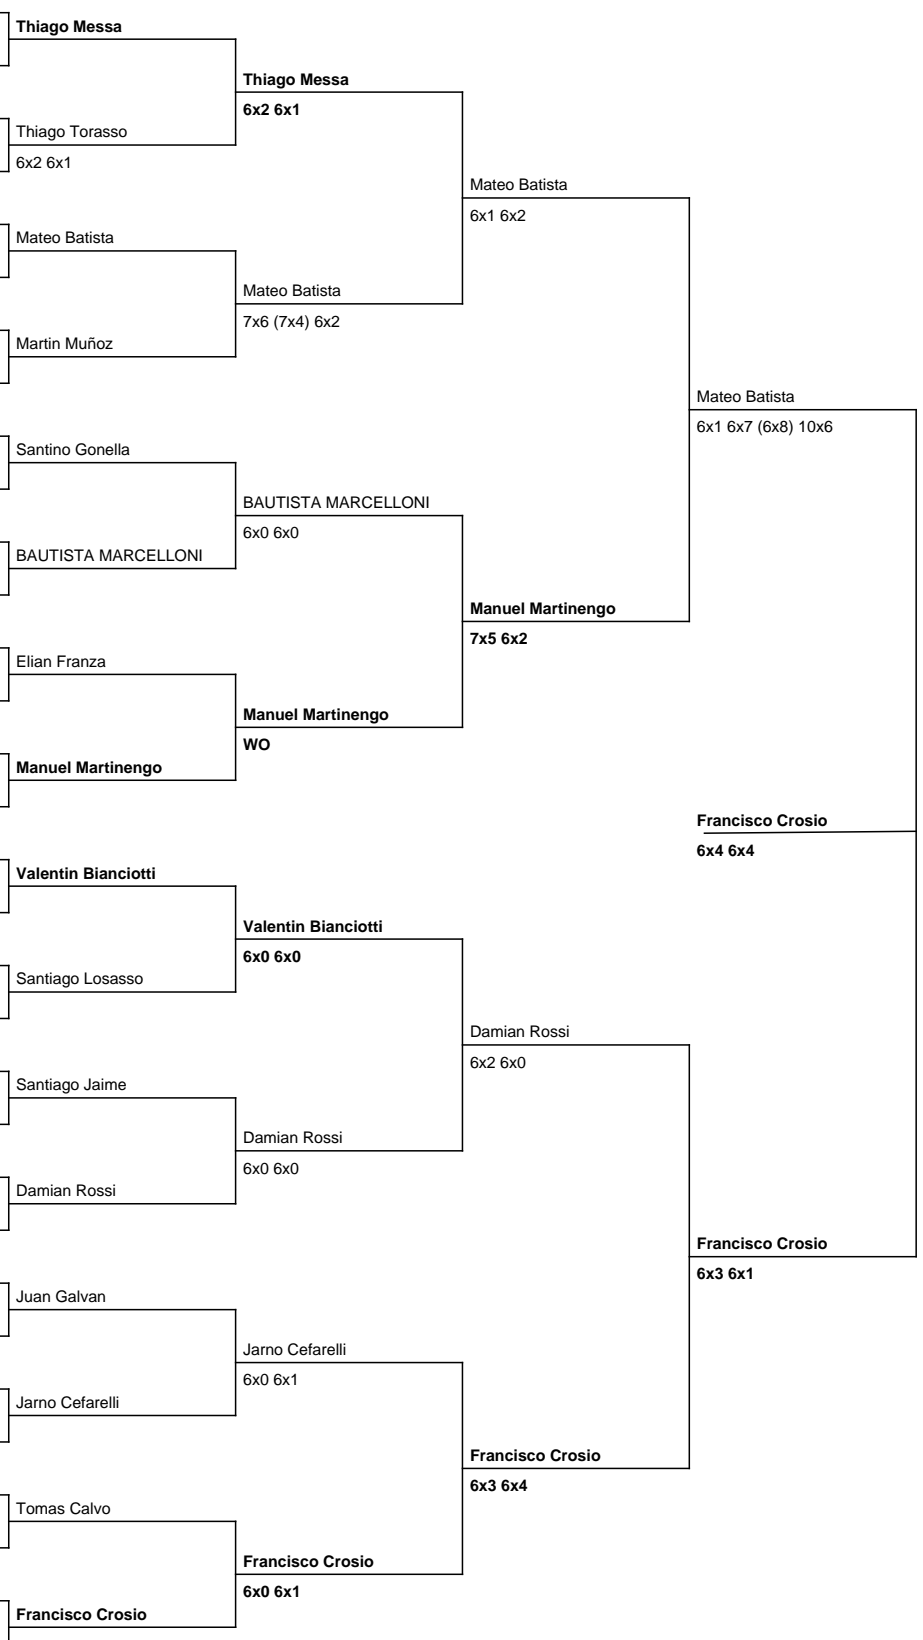 Thiago Messa
Thiago Messa
6x2 6x1
Thiago Torasso
6x2 6x1
Mateo Batista
6x1 6x2
Mateo Batista
Mateo Batista
7x6 (7x4) 6x2
Martin Muñoz
Mateo Batista
6x1 6x7 (6x8) 10x6
Santino Gonella
BAUTISTA MARCELLONI
6x0 6x0
BAUTISTA MARCELLONI
Manuel Martinengo
7x5 6x2
Elian Franza
Manuel Martinengo
WO
Manuel Martinengo
Francisco Crosio
6x4 6x4
Valentin Bianciotti
Valentin Bianciotti
6x0 6x0
Santiago Losasso
Damian Rossi
6x2 6x0
Santiago Jaime
Damian Rossi
6x0 6x0
Damian Rossi
Francisco Crosio
6x3 6x1
Juan Galvan
Jarno Cefarelli
6x0 6x1
Jarno Cefarelli
Francisco Crosio
6x3 6x4
Tomas Calvo
Francisco Crosio
6x0 6x1
Francisco Crosio